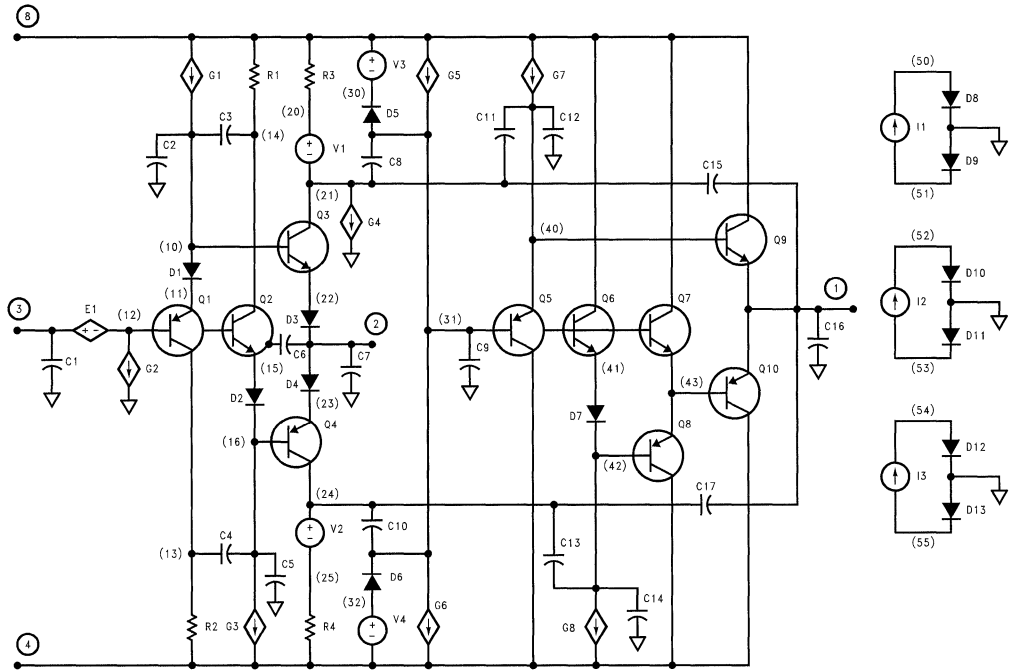 8
G1
R1
R3
V3
G5
G7
(50)
(20)
(30)
D8
C3
D5
C11
C12
I1
C2
(14)
V1
C8
D9
C15
(21)
(51)
Q3
G4
(10)
(40)
Q9
(52)
D1
D10
(11)
Q1
Q2
(22)
Q5
Q6
Q7
1
3
E1
(12)
D3
2
(31)
I2
C6
C16
D11
C1
G2
(15)
C7
C9
(41)
(53)
D4
(43)
Q10
D2
(23)
D7
Q4
Q8
(54)
(16)
(42)
D12
(24)
C17
I3
V2
C10
D13
C4
C13
(13)
(55)
C5
(25)
D6
(32)
C14
R2
G3
R4
V4
G6
G8
4